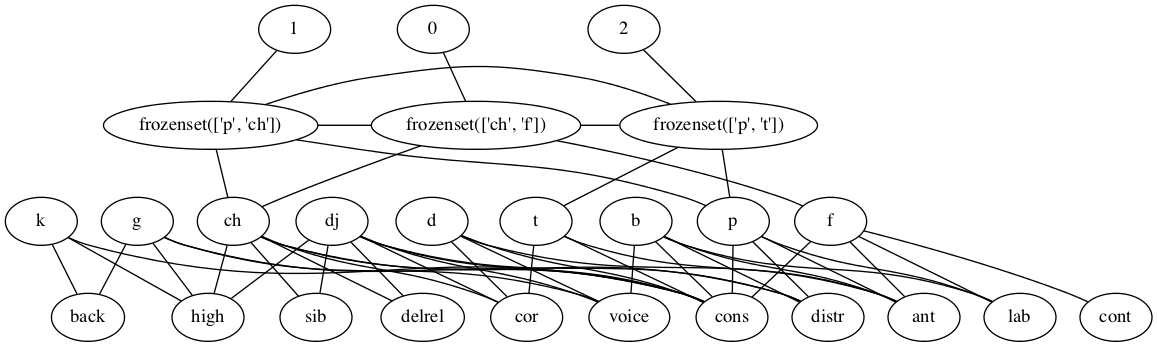 1 0 2
frozenset(['p', 'ch']) frozenset(['ch', 'f']) frozenset(['p', 't'])
k g ch dj d t b p f
back high sib delrel cor voice cons distr ant lab cont